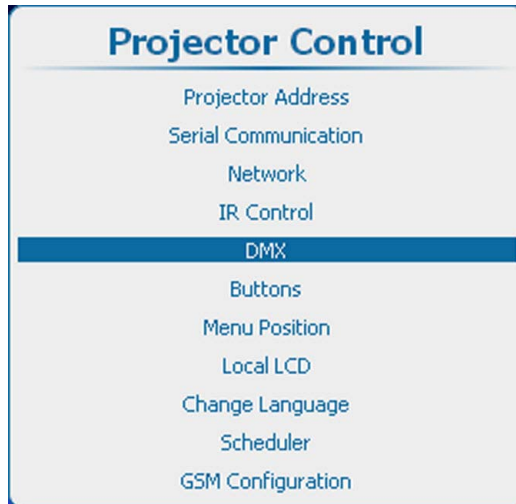 Projector Control
Projector Address
Serial Communication
Network
IR Control
DMX
Buttons
Menu Position
Local LCD
Change Language
Scheduler
GSM Configuration